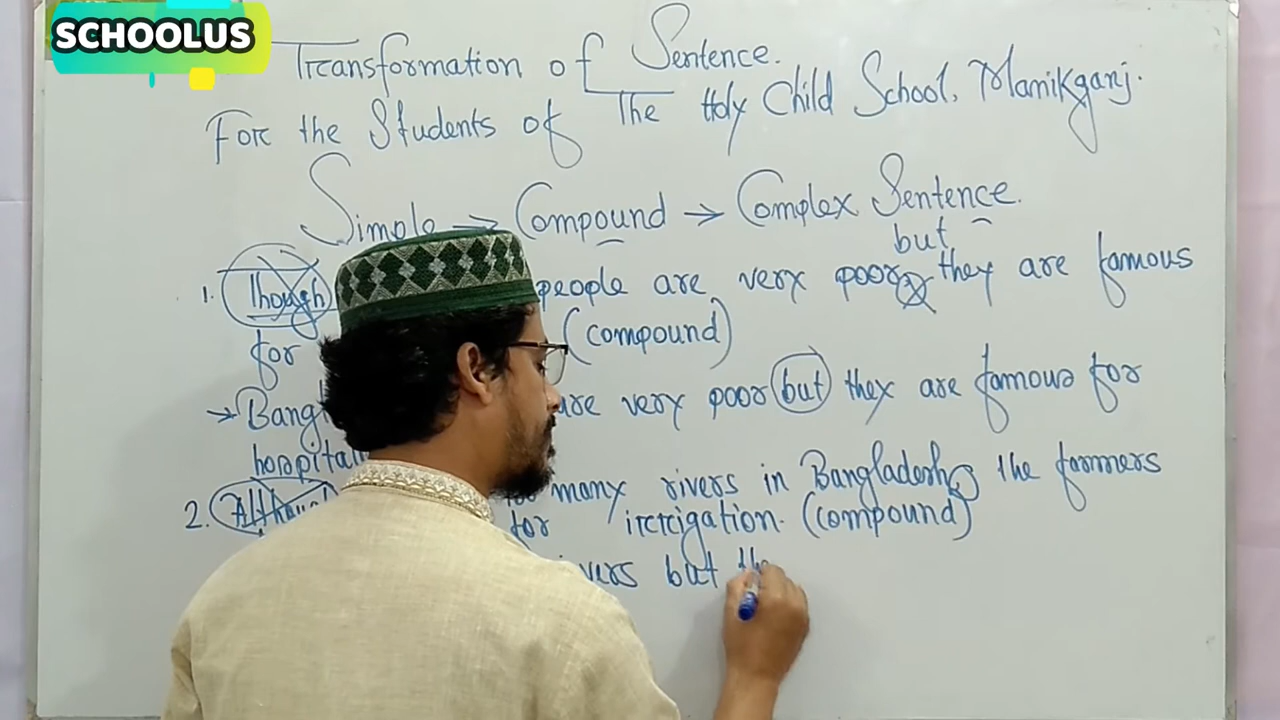 SCHOOLUS
Transformation of Sentence.
For the Students of The Holy Child School, Manikganj.
Simple → Compound → Complex Sentence.
but
1. Though people are very poor, they are famous
for (compound)
→ are very poor but they are famous for
2. Although many rivers in Bangladesh, the farmers
for irrigation. (compound)
but